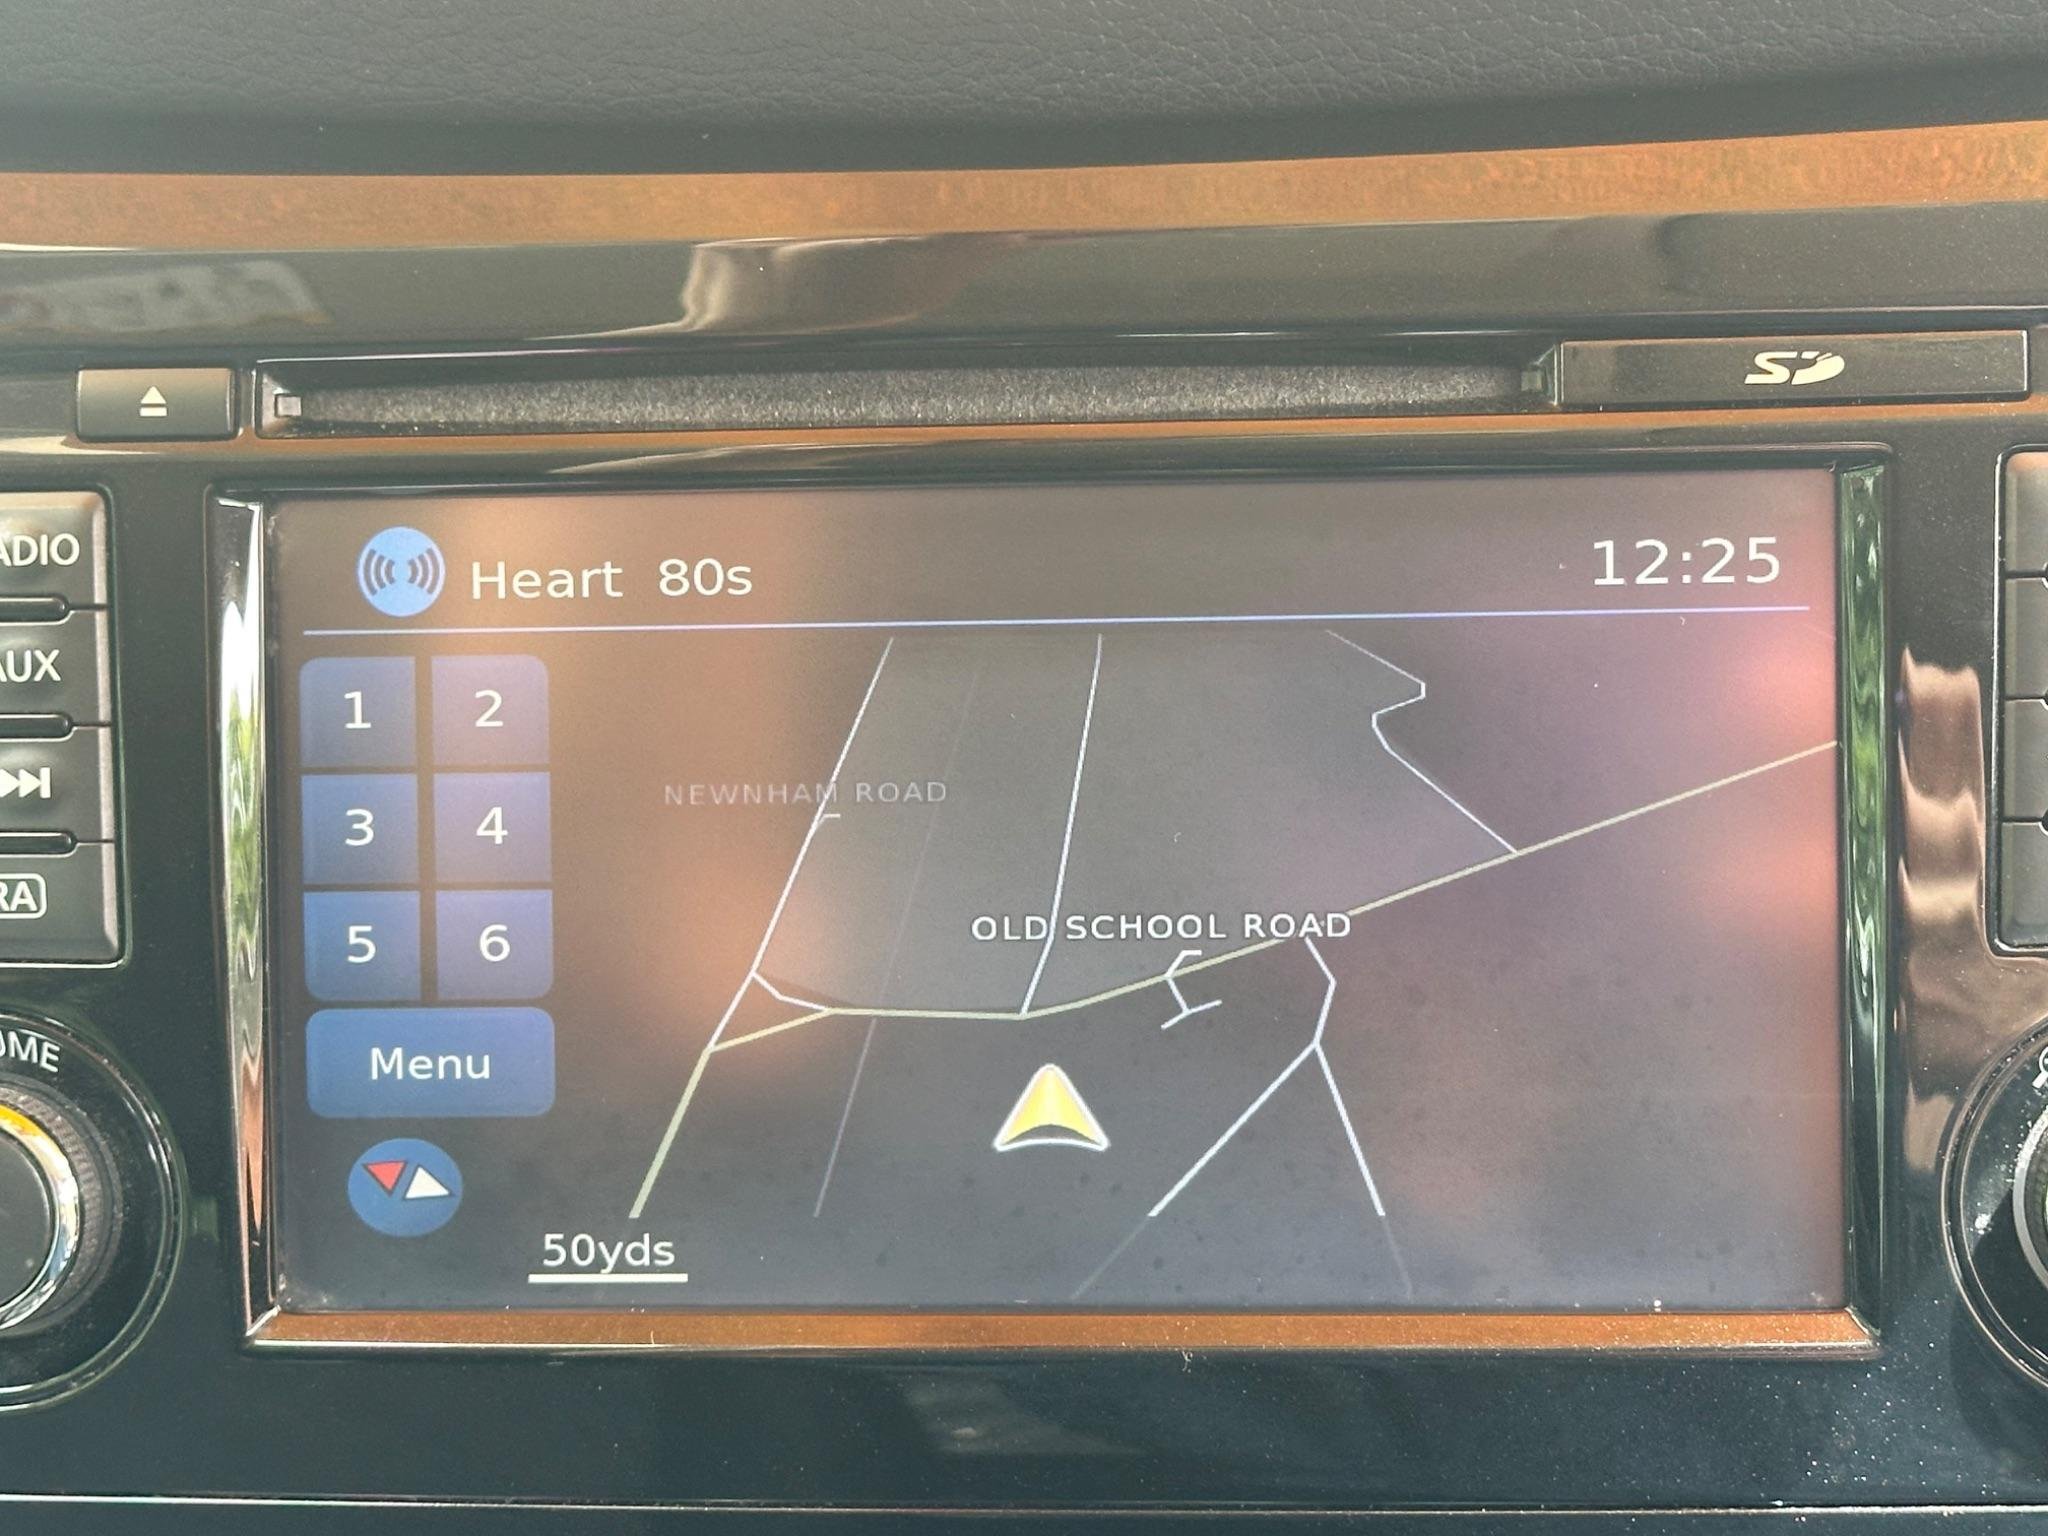 SD
ADIO
Heart 80s
12:25
AUX
1
2
NEWNHAM ROAD
3
4
RA
OLD SCHOOL ROAD
5
6
UME
Menu
50yds